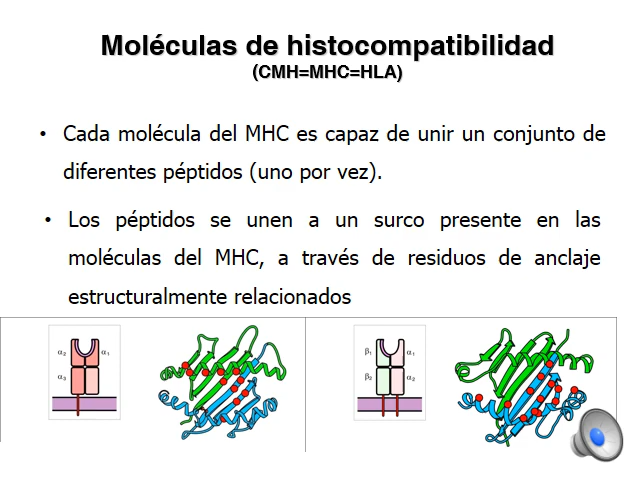 Moléculas de histocompatibilidad
(CMH=MHC=HLA)
• Cada molécula del MHC es capaz de unir un conjunto de
diferentes péptidos (uno por vez).
• Los péptidos se unen a un surco presente en las
moléculas del MHC, a través de residuos de anclaje
estructuralmente relacionados
α₂ α₁
α₃
β₁ α₁
β₂ α₂